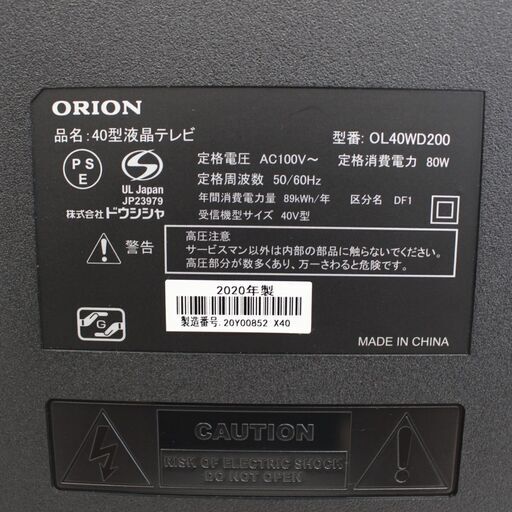 ORION
品名：40型液晶テレビ
型番：OL40WD200
P S E
S
UL Japan
JP23979
株式会社ドウシシャ
定格電圧 AC100V〜 定格消費電力 80W
定格周波数 50/60Hz
年間消費電力量 89kWh/年 区分名 DF1
受信機型サイズ 40V型
警告
高圧注意
サービスマン以外は内部の部品に触らないでください。
高圧部分が数多くあり、万一さわると危険です。
G
2020年製
製造番号. 20Y00852 X40
MADE IN CHINA
CAUTION
RISK OF ELECTRIC SHOCK
DO NOT OPEN